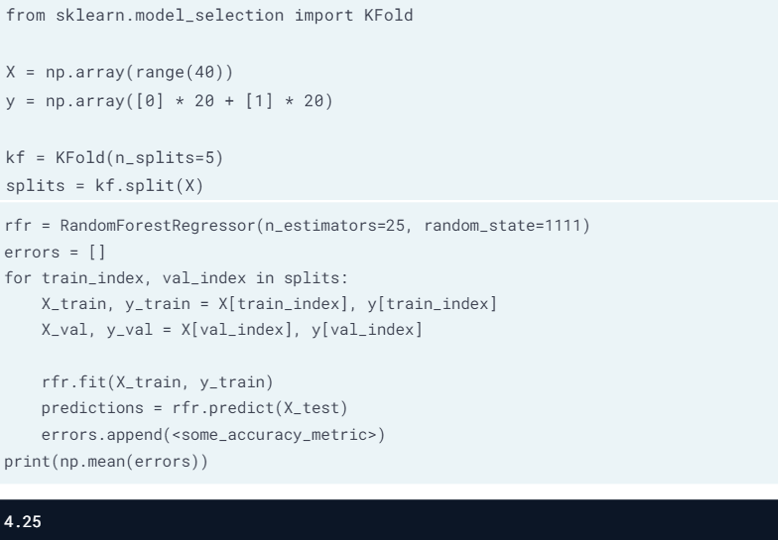 from sklearn.model_selection import KFold
X = np.array(range(40))
y = np.array([0] * 20 + [1] * 20)
kf = KFold(n_splits=5)
splits = kf.split(X)
rfr = RandomForestRegressor(n_estimators=25, random_state=1111)
errors = []
for train_index, val_index in splits:
    X_train, y_train = X[train_index], y[train_index]
    X_val, y_val = X[val_index], y[val_index]
    rfr.fit(X_train, y_train)
    predictions = rfr.predict(X_test)
    errors.append(<some_accuracy_metric>)
print(np.mean(errors))
4.25